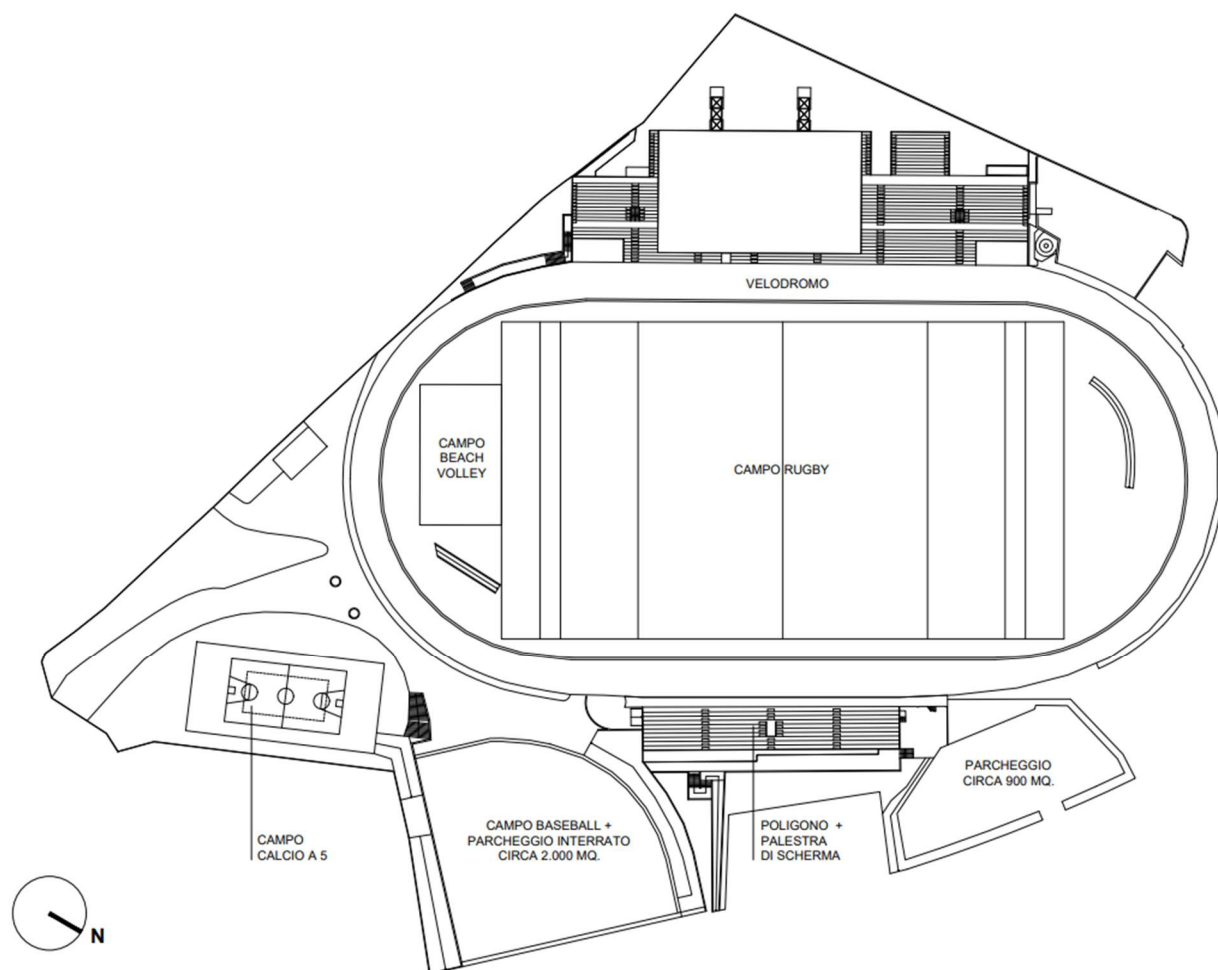 VELODROMO
CAMPO
BEACH
VOLLEY
CAMPO RUGBY
PARCHEGGIO
CIRCA 900 MQ.
CAMPO
CALCIO A 5
CAMPO BASEBALL +
PARCHEGGIO INTERRATO
CIRCA 2.000 MQ.
POLIGONO +
PALESTRA
DI SCHERMA
N